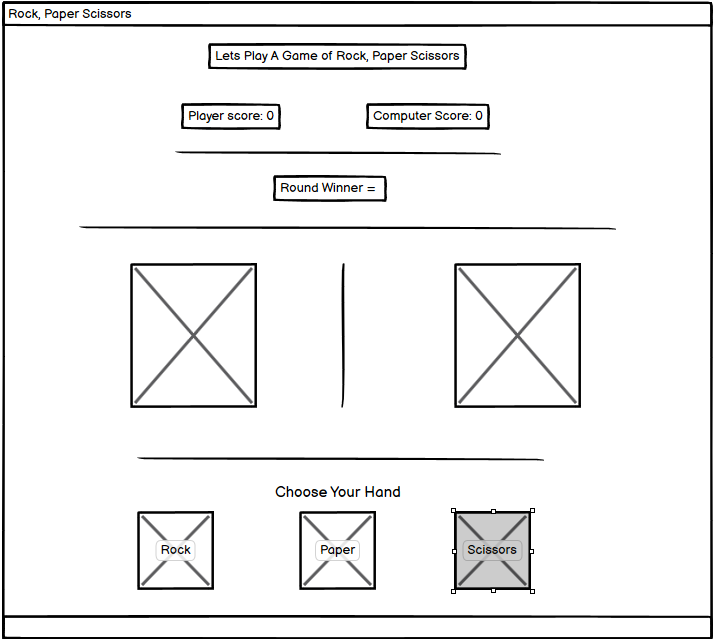 Rock, Paper Scissors
Lets Play A Game of Rock, Paper Scissors
Player score: 0
Computer Score: 0
Round Winner =
Choose Your Hand
Rock
Paper
Scissors